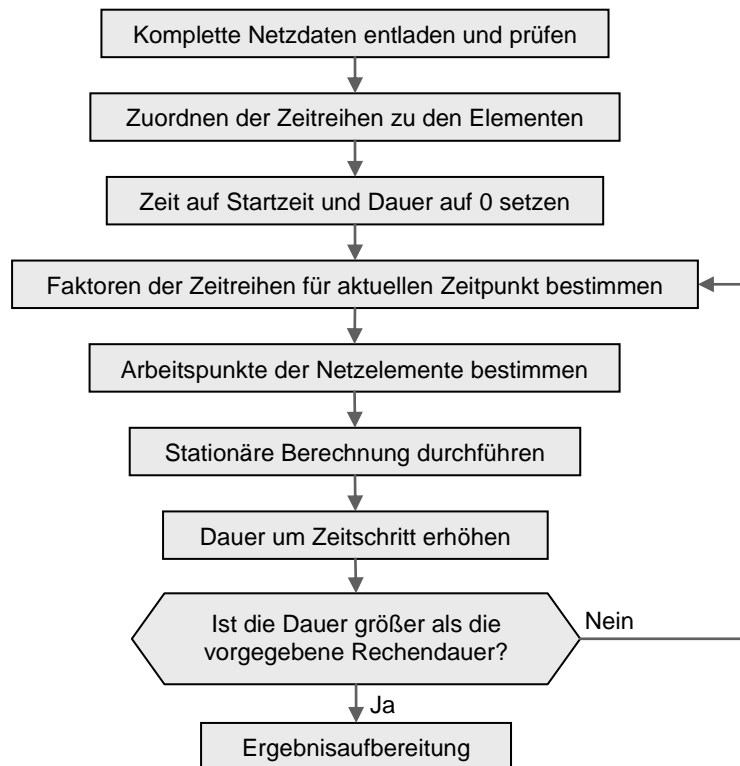 Komplette Netzdaten entladen und prüfen
Zuordnen der Zeitreihen zu den Elementen
Zeit auf Startzeit und Dauer auf 0 setzen
Faktoren der Zeitreihen für aktuellen Zeitpunkt bestimmen
Arbeitspunkte der Netzelemente bestimmen
Stationäre Berechnung durchführen
Dauer um Zeitschritt erhöhen
Ist die Dauer größer als die
vorgegebene Rechendauer?
Nein
Ja
Ergebnisaufbereitung